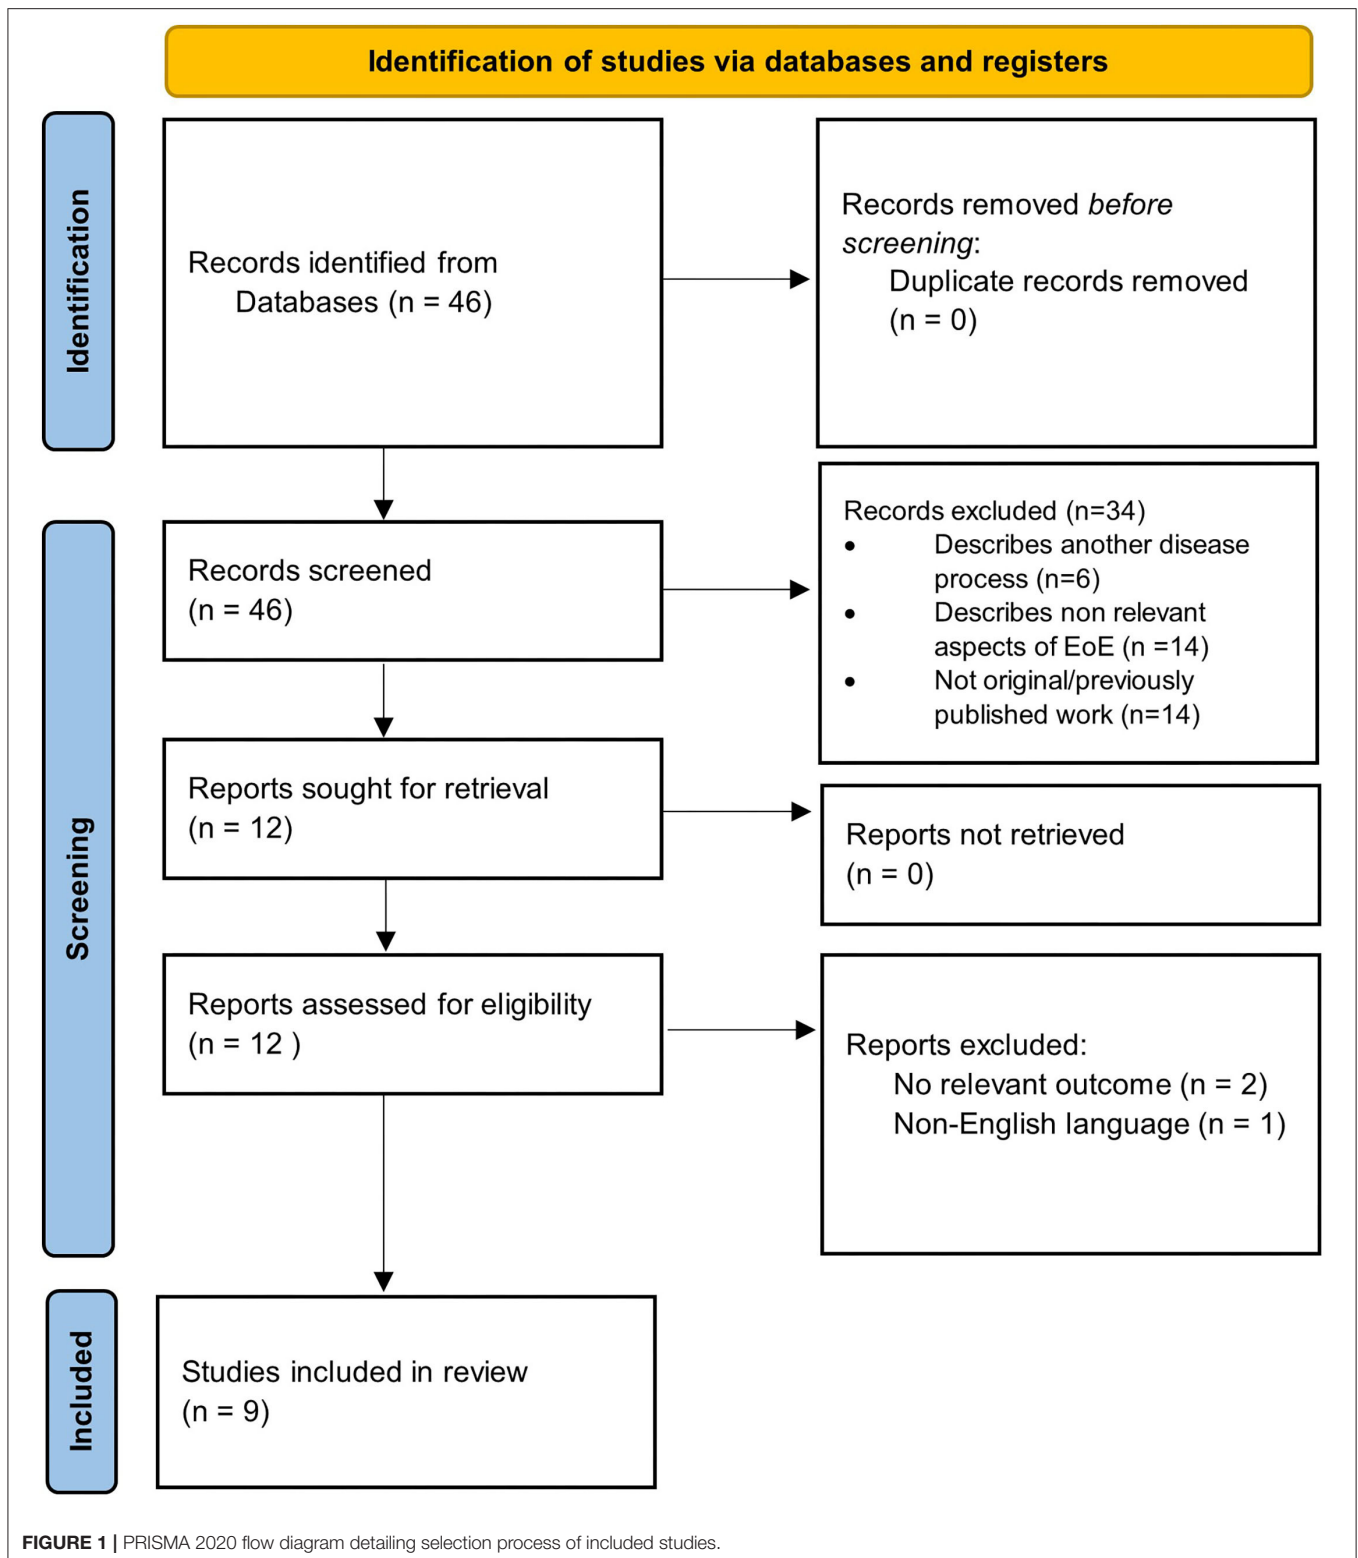 Identification of studies via databases and registers
Identification
Records identified from
Databases (n = 46)
Records removed before
screening:
Duplicate records removed
(n = 0)
Screening
Records screened
(n = 46)
Records excluded (n=34)
• Describes another disease
process (n=6)
• Describes non relevant
aspects of EoE (n =14)
• Not original/previously
published work (n=14)
Reports sought for retrieval
(n = 12)
Reports not retrieved
(n = 0)
Reports assessed for eligibility
(n = 12 )
Reports excluded:
No relevant outcome (n = 2)
Non-English language (n = 1)
Included
Studies included in review
(n = 9)
FIGURE 1 | PRISMA 2020 flow diagram detailing selection process of included studies.